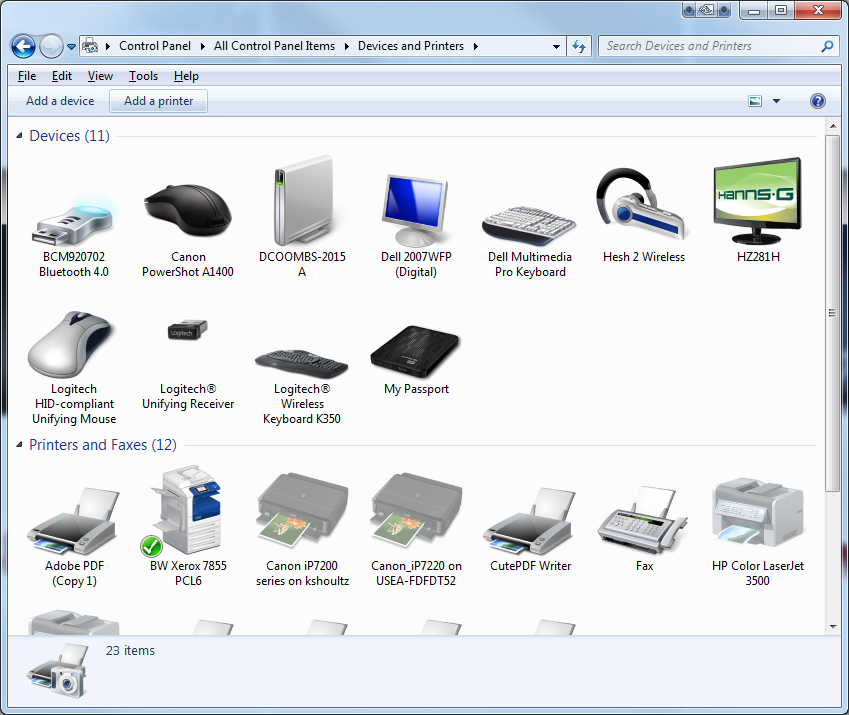 Control Panel
All Control Panel Items
Devices and Printers
Search Devices and Printers
File Edit View Tools Help
Add a device
Add a printer
Devices (11)
HANNS·G
BCM920702
Bluetooth 4.0
Canon
PowerShot A1400
DCOOMBS-2015
A
Dell 2007WFP
(Digital)
Dell Multimedia
Pro Keyboard
Hesh 2 Wireless
HZ281H
Logitech
Logitech
HID-compliant
Unifying Mouse
Logitech®
Unifying Receiver
Logitech®
Wireless
Keyboard K350
My Passport
Printers and Faxes (12)
Adobe PDF
(Copy 1)
BW Xerox 7855
PCL6
Canon iP7200
series on kshoultz
Canon_iP7220 on
USEA-FDFDT52
CutePDF Writer
Fax
HP Color LaserJet
3500
23 items